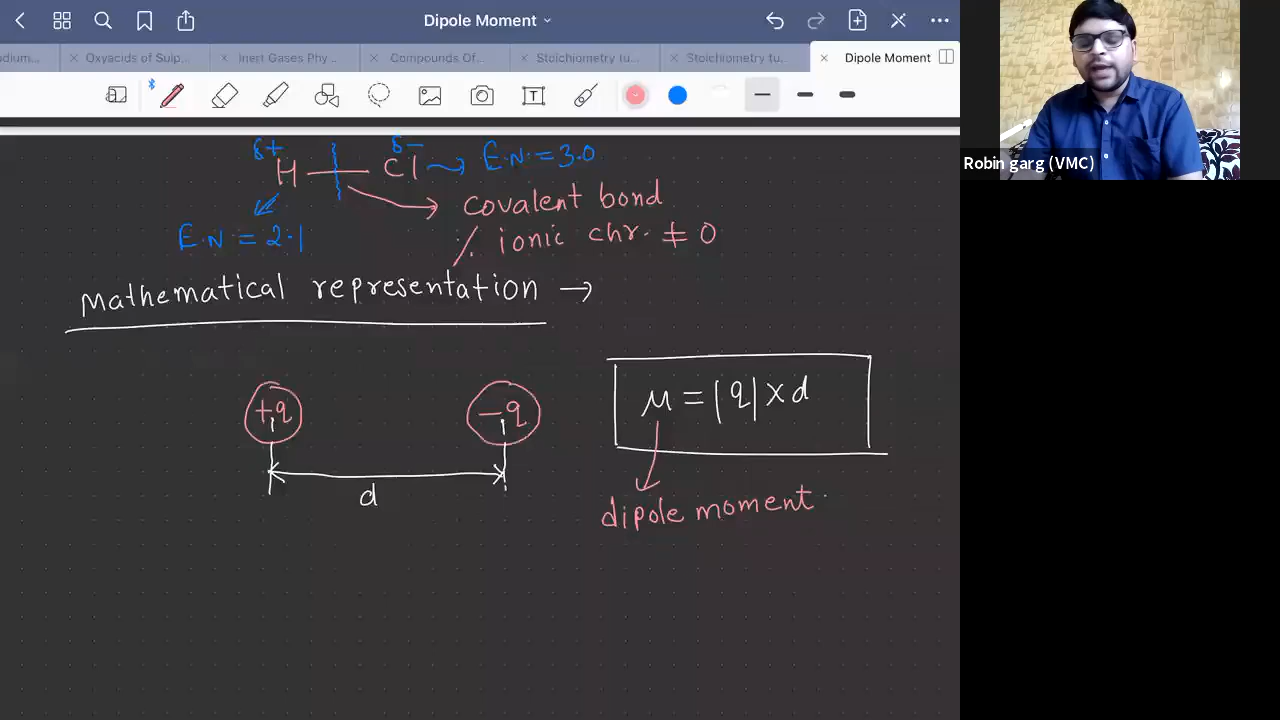 Dipole Moment
odium...
Oxyacids of Sulp...
Inert Gases Phy...
Compounds Of...
Stoichiometry tu...
Stoichiometry tu...
Dipole Moment
T
Robin garg (VMC)
δ+ δ−
H — Cl → E.N. = 3.0
covalent bond
E.N = 2.1
% ionic chr. ≠ 0
Mathematical representation →
+q −q
μ = |q| × d
d
dipole moment